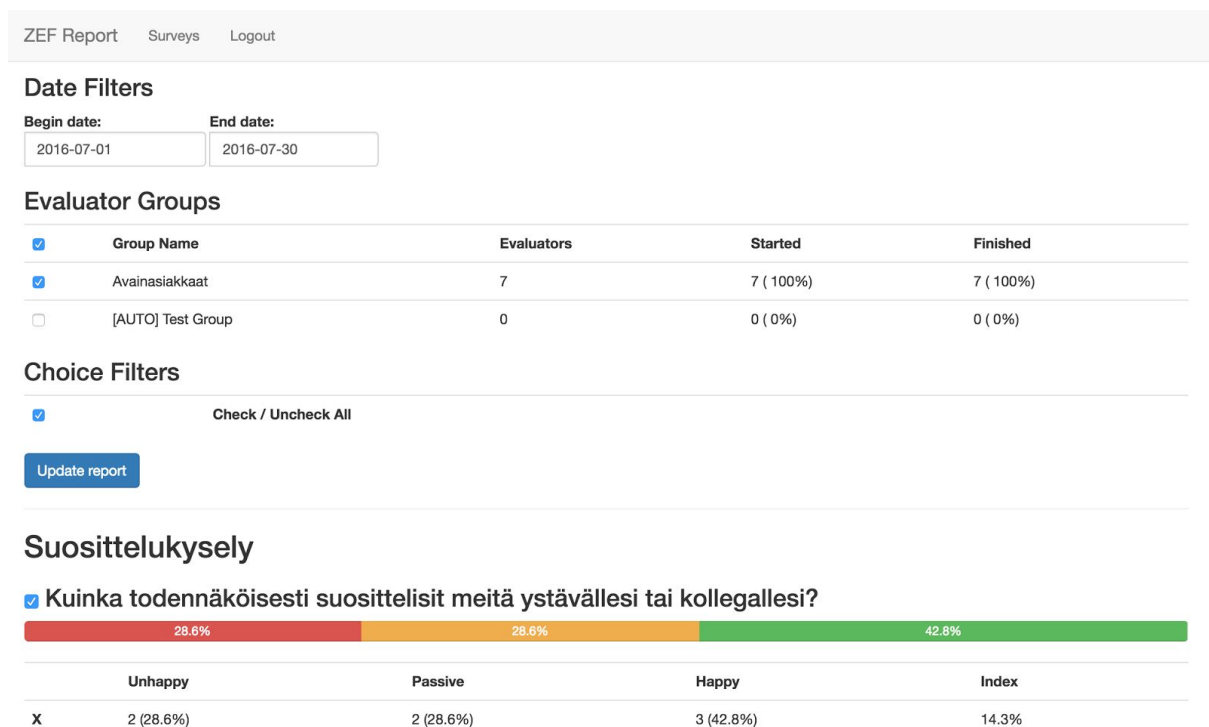 ZEF Report Surveys Logout
Date Filters
Begin date: End date:
2016-07-01 2016-07-30
Evaluator Groups
Group Name Evaluators Started Finished
Avainasiakkaat 7 7 ( 100%) 7 ( 100%)
[AUTO] Test Group 0 0 ( 0%) 0 ( 0%)
Choice Filters
Check / Uncheck All
Update report
Suosittelukysely
Kuinka todennäköisesti suosittelisit meitä ystävällesi tai kollegallesi?
28.6% 28.6% 42.8%
Unhappy Passive Happy Index
X 2 (28.6%) 2 (28.6%) 3 (42.8%) 14.3%